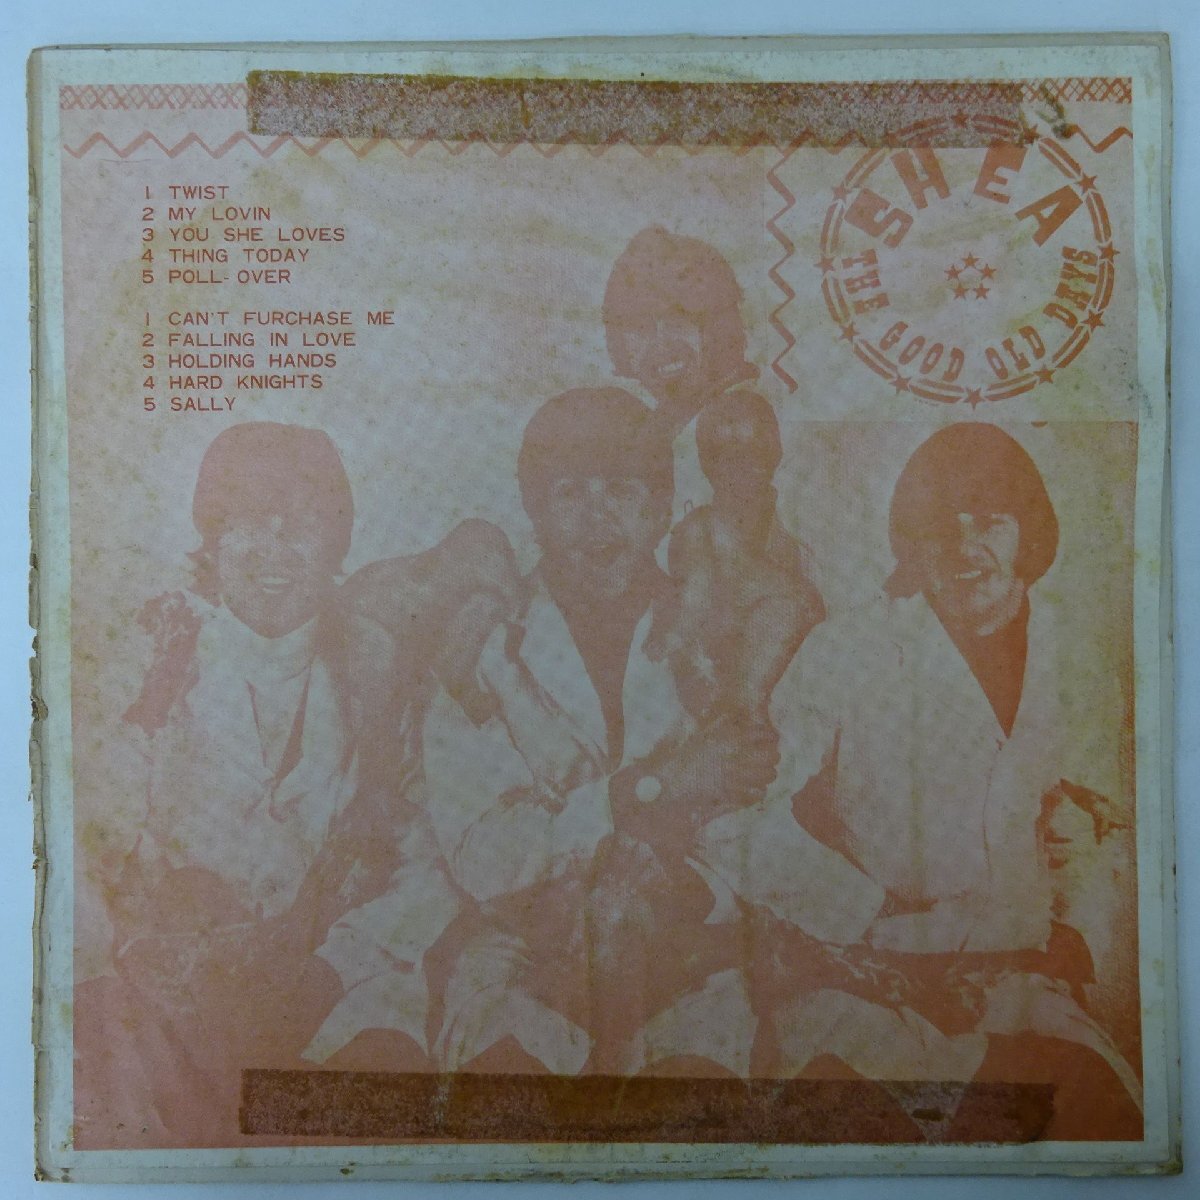 1 TWIST
2 MY LOVIN
3 YOU SHE LOVES
4 THING TODAY
5 POLL-OVER
1 CAN'T FURCHASE ME
2 FALLING IN LOVE
3 HOLDING HANDS
4 HARD KNIGHTS
5 SALLY
SHEA
THE GOOD OLD DAYS